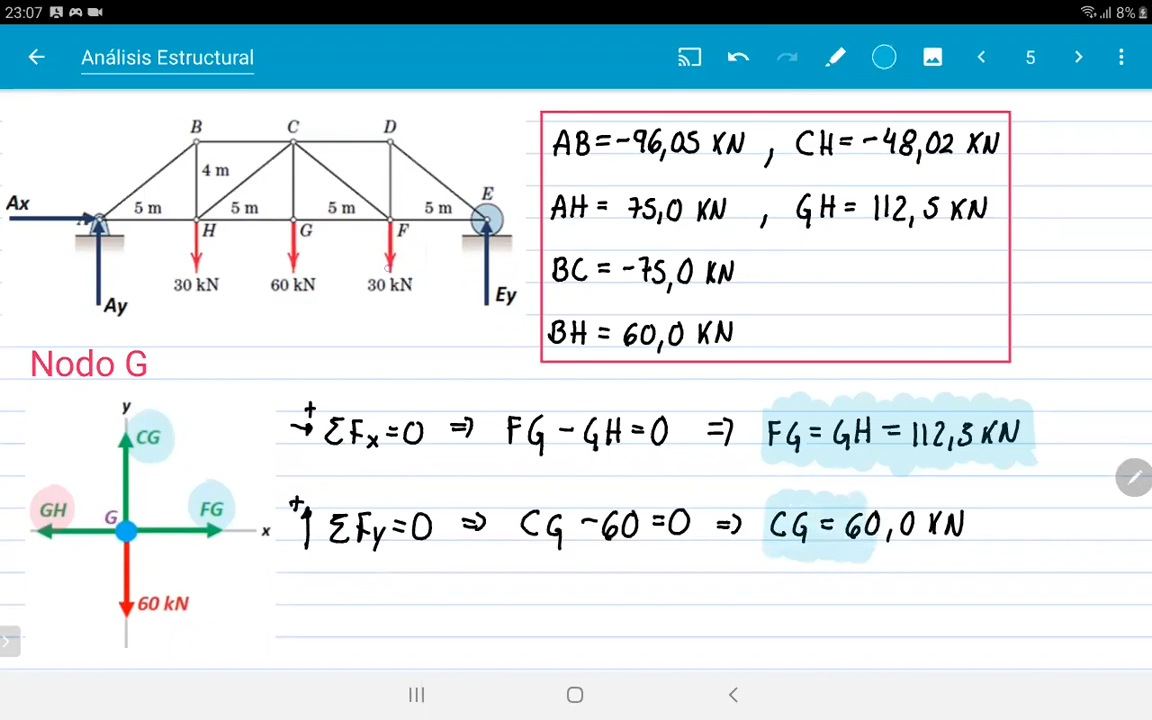 23:07
8%
Análisis Estructural
5
B C D
4 m
Ax
5 m 5 m 5 m 5 m
E
H G F
30 kN 60 kN 30 kN
Ay
Ey
AB=-96,05 KN , CH=-48,02 KN
AH= 75,0 KN , GH= 112,5 KN
BC = -75,0 KN
BH = 60,0 KN
Nodo G
y
CG
GH
G
FG
x
60 kN
+→ ΣFx=0 ⇒ FG-GH=0 ⇒ FG=GH=112,5 KN
+↑ ΣFy=0 ⇒ CG-60=0 ⇒ CG=60,0 KN